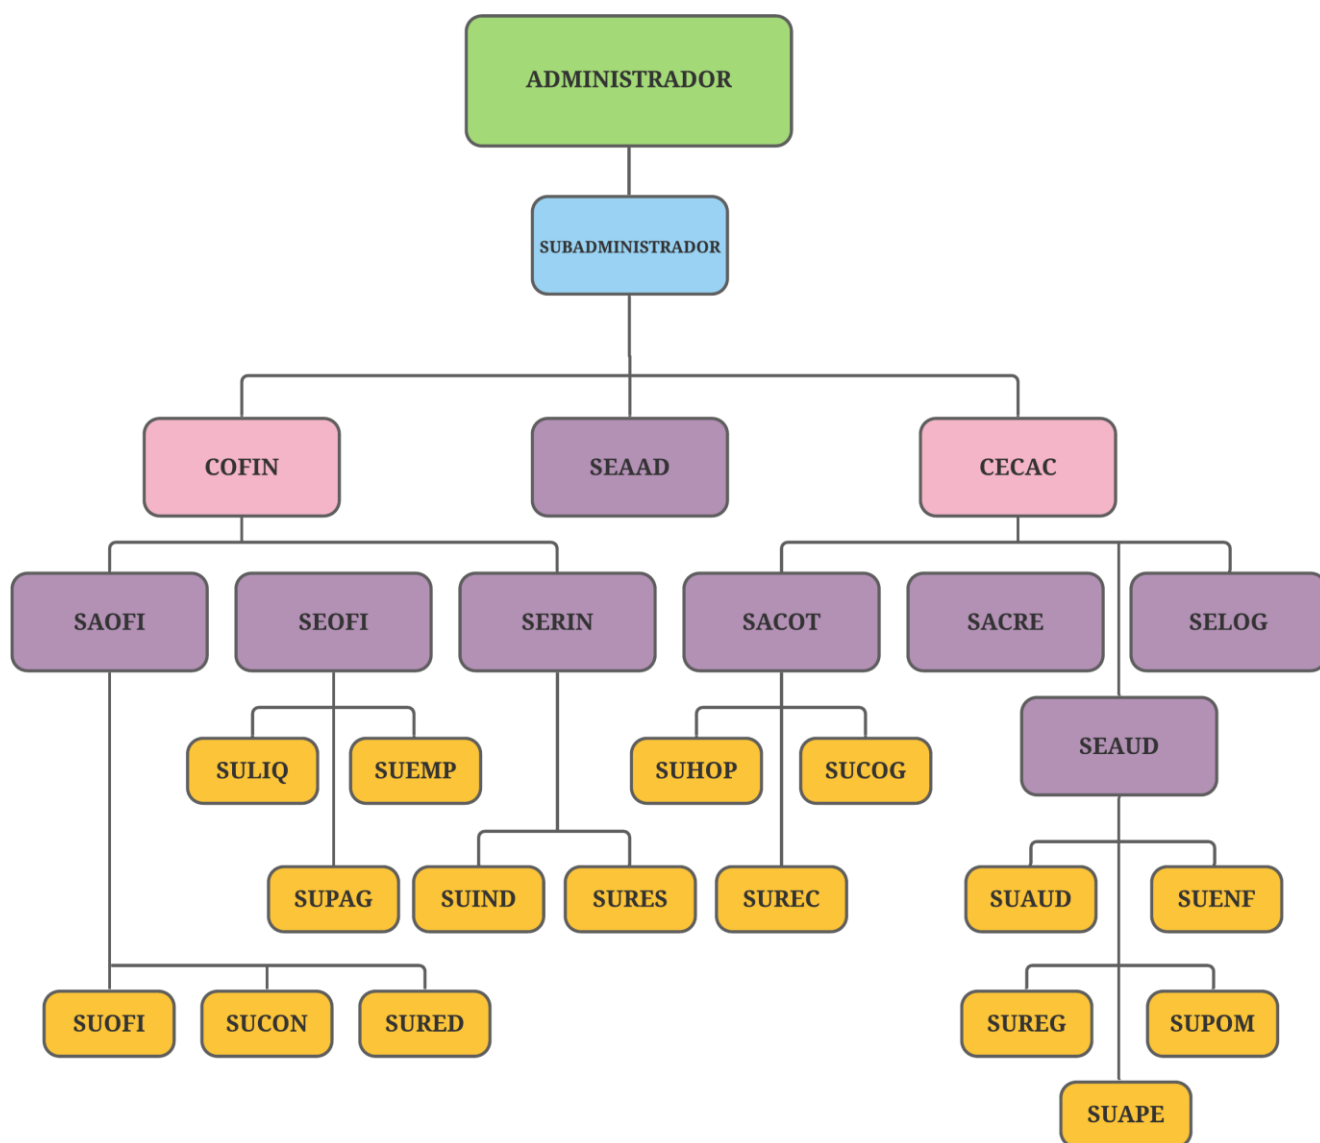 ADMINISTRADOR
SUBADMINISTRADOR
COFIN
SEAAD
CECAC
SAOFI
SEOFI
SERIN
SACOT
SACRE
SELOG
SEAUD
SULIQ
SUEMP
SUHOP
SUCOG
SUPAG
SUIND
SURES
SUREC
SUAUD
SUENF
SUOFI
SUCON
SURED
SUREG
SUPOM
SUAPE